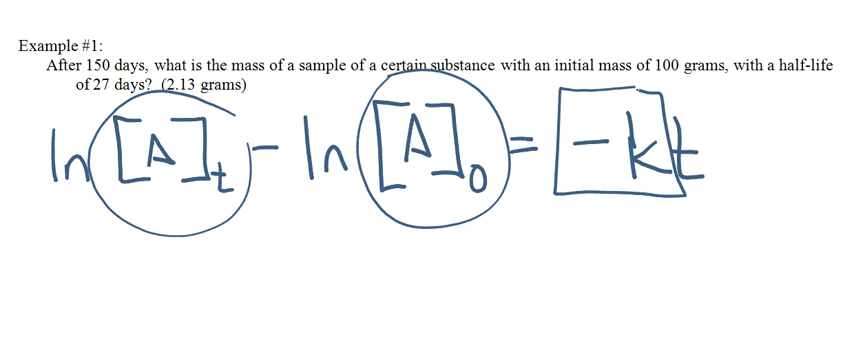 Example #1:
After 150 days, what is the mass of a sample of a certain substance with an initial mass of 100 grams, with a half-life
of 27 days? (2.13 grams)
ln [A]t - ln [A]0 = -kt